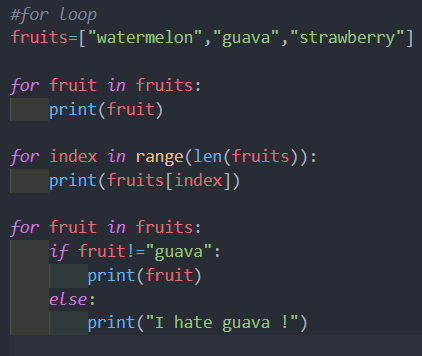 #for loop
fruits=["watermelon","guava","strawberry"]
for fruit in fruits:
    print(fruit)
for index in range(len(fruits)):
    print(fruits[index])
for fruit in fruits:
    if fruit!="guava":
        print(fruit)
    else:
        print("I hate guava !")